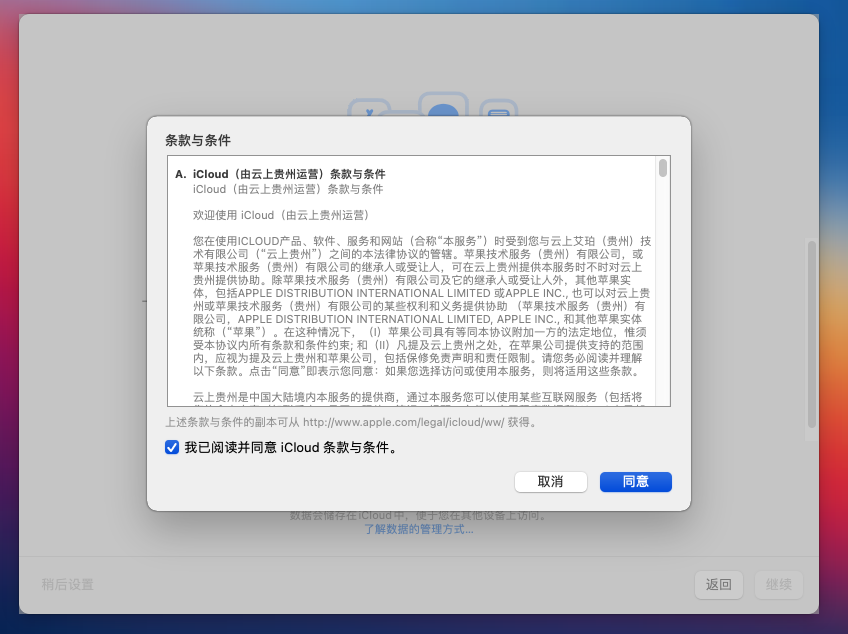 条款与条件
A. iCloud（由云上贵州运营）条款与条件
iCloud（由云上贵州运营）条款与条件
欢迎使用 iCloud（由云上贵州运营）
您在使用ICLOUD产品、软件、服务和网站（合称“本服务”）时受到您与云上艾珀（贵州）技
术有限公司（“云上贵州”）之间的本法律协议的管辖。苹果技术服务（贵州）有限公司，或
苹果技术服务（贵州）有限公司的继承人或受让人，可在云上贵州提供本服务时不时对云上
贵州提供协助。除苹果技术服务（贵州）有限公司及它的继承人或受让人外，其他苹果实
体，包括APPLE DISTRIBUTION INTERNATIONAL LIMITED 或APPLE INC., 也可以对云上贵
州或苹果技术服务（贵州）有限公司的某些权利和义务提供协助 （苹果技术服务（贵州）有
限公司，APPLE DISTRIBUTION INTERNATIONAL LIMITED, APPLE INC., 和其他苹果实体
统称（“苹果”）。在这种情况下，（I）苹果公司具有等同本协议附加一方的法定地位，惟须
受本协议内所有条款和条件约束; 和（II）凡提及云上贵州之处，在苹果公司提供支持的范围
内，应视为提及云上贵州和苹果公司，包括保修免责声明和责任限制。请您务必阅读并理解
以下条款。点击“同意”即表示您同意：如果您选择访问或使用本服务，则将适用这些条款。
云上贵州是中国大陆境内本服务的提供商，通过本服务您可以使用某些互联网服务（包括将
上述条款与条件的副本可从 http://www.apple.com/legal/icloud/ww/ 获得。
我已阅读并同意 iCloud 条款与条件。
取消
同意
数据会储存在iCloud中，便于您在其他设备上访问。
了解数据的管理方式...
稍后设置
返回
继续